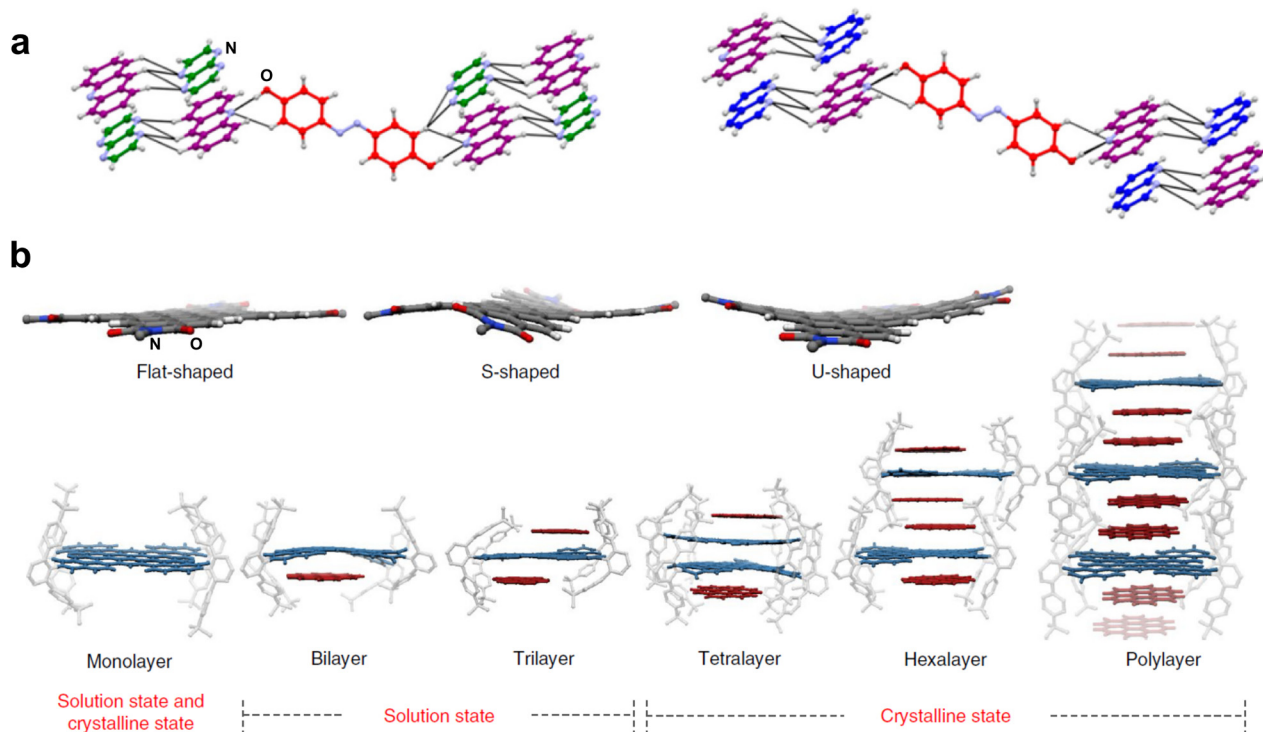 a
N
O
b
N
O
Flat-shaped
S-shaped
U-shaped
Monolayer
Bilayer
Trilayer
Tetralayer
Hexalayer
Polylayer
Solution state and
crystalline state
Solution state
Crystalline state